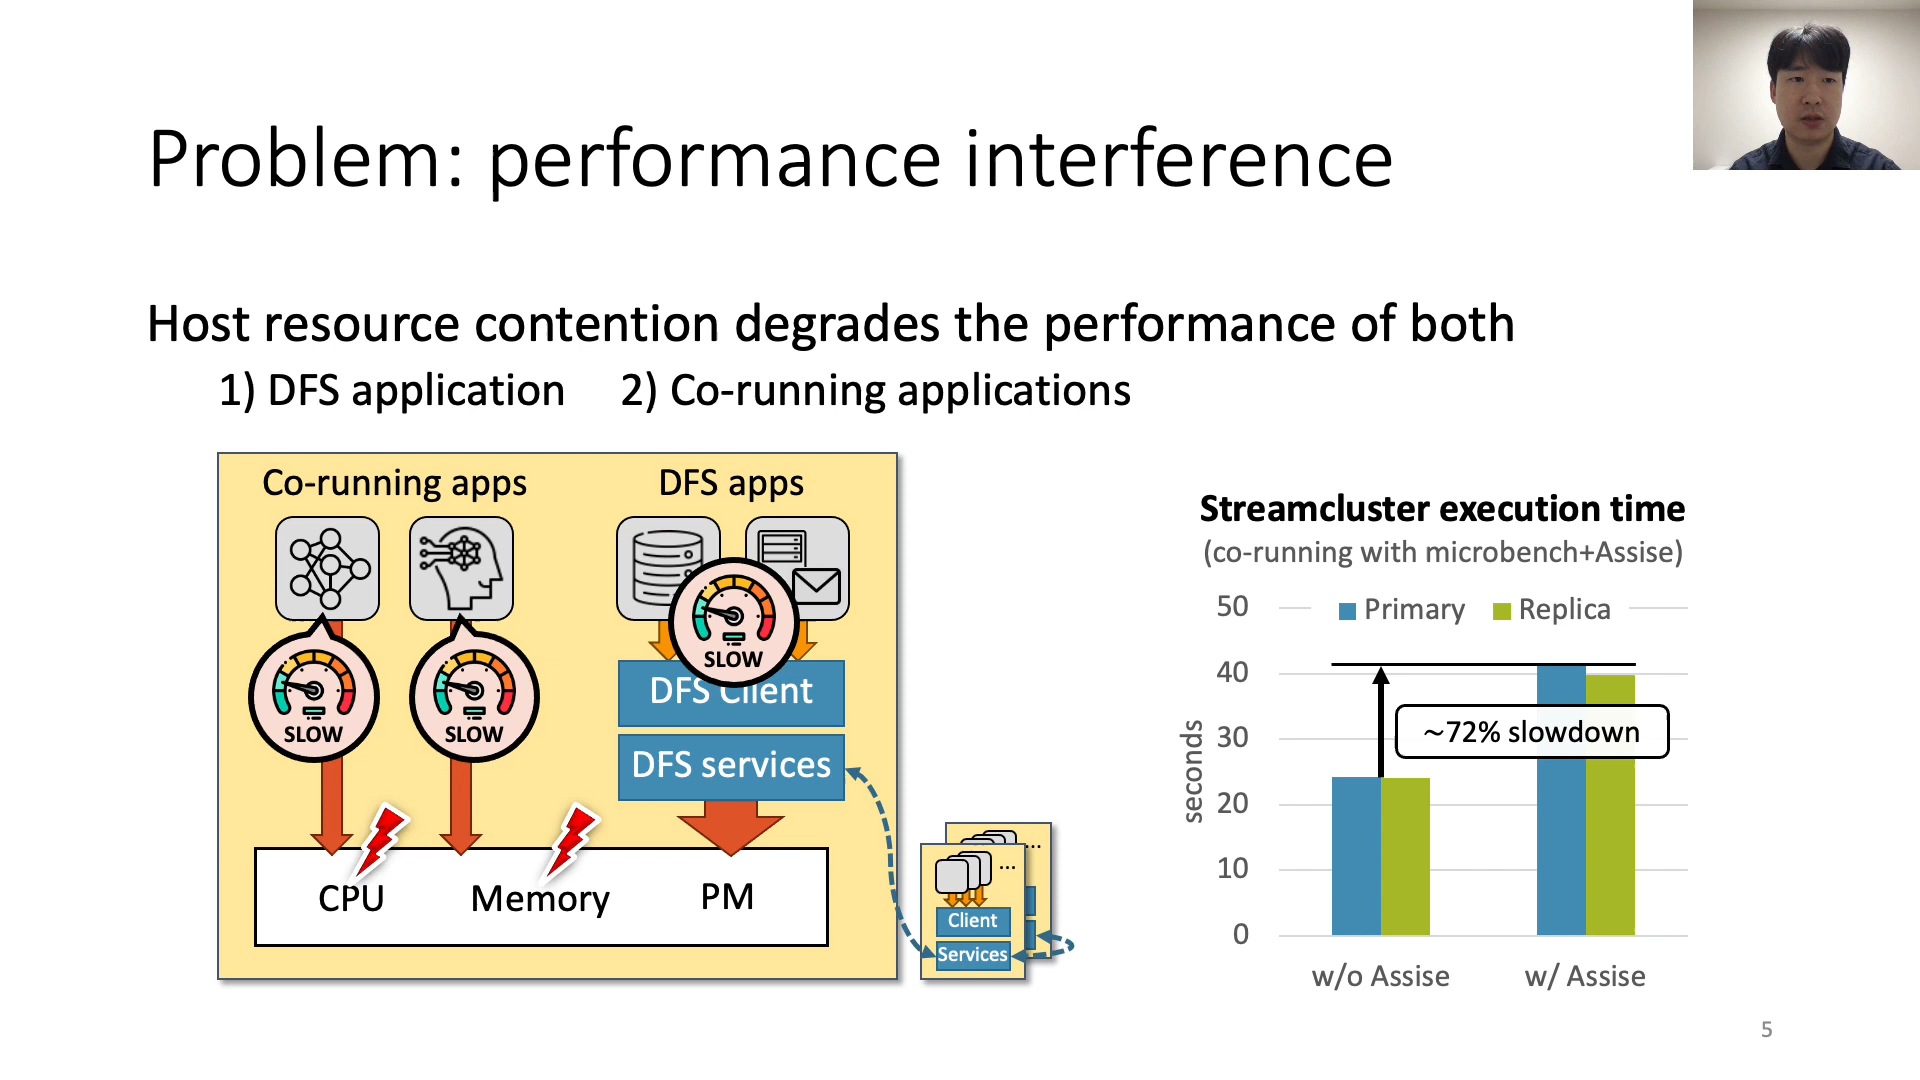 Problem: performance interference
Host resource contention degrades the performance of both
1) DFS application 2) Co-running applications
Co-running apps
DFS apps
SLOW
SLOW
SLOW
DFS Client
DFS services
CPU
Memory
PM
...
...
Client
Services
Streamcluster execution time
(co-running with microbench+Assise)
Primary
Replica
50
40
30
20
10
0
seconds
~72% slowdown
w/o Assise
w/ Assise
5